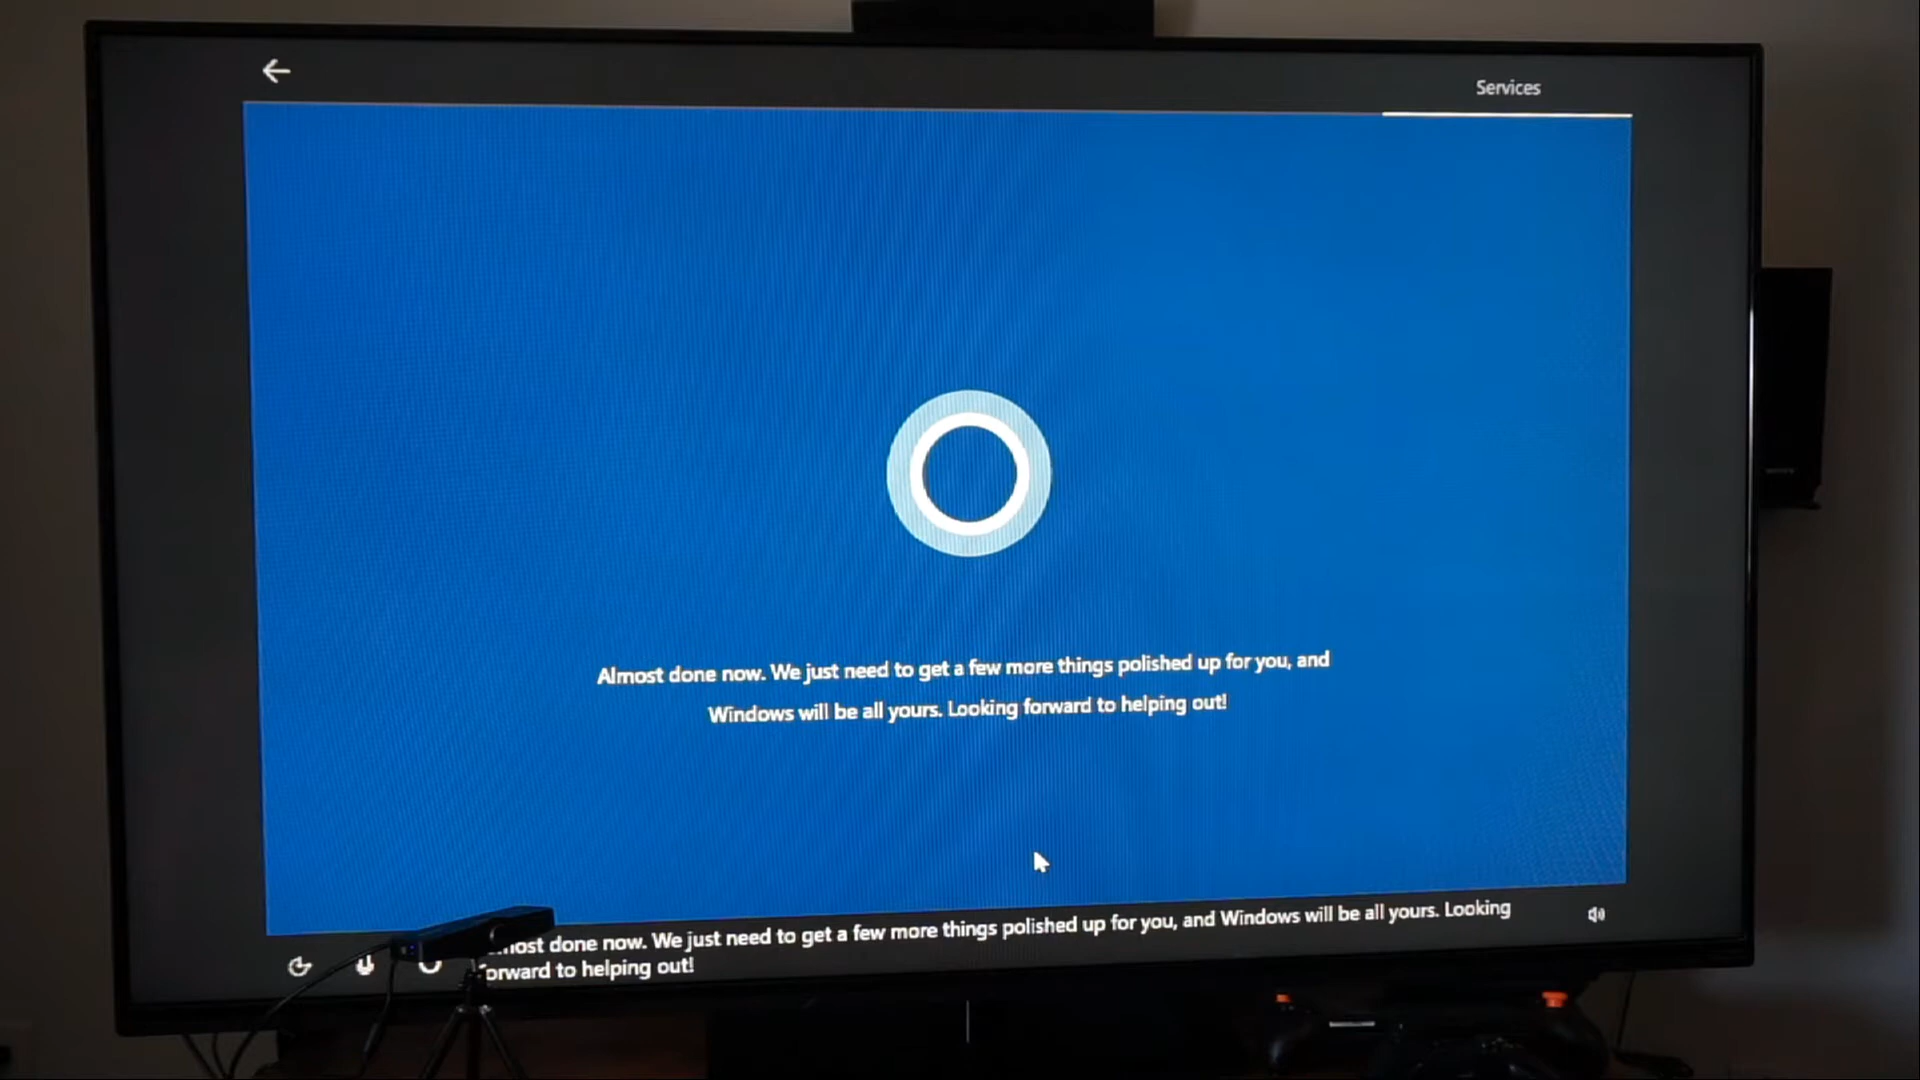 Services
Almost done now. We just need to get a few more things polished up for you, and
Windows will be all yours. Looking forward to helping out!
done now. We just need to get a few more things polished up for you, and Windows will be all yours. Looking
forward to helping out!